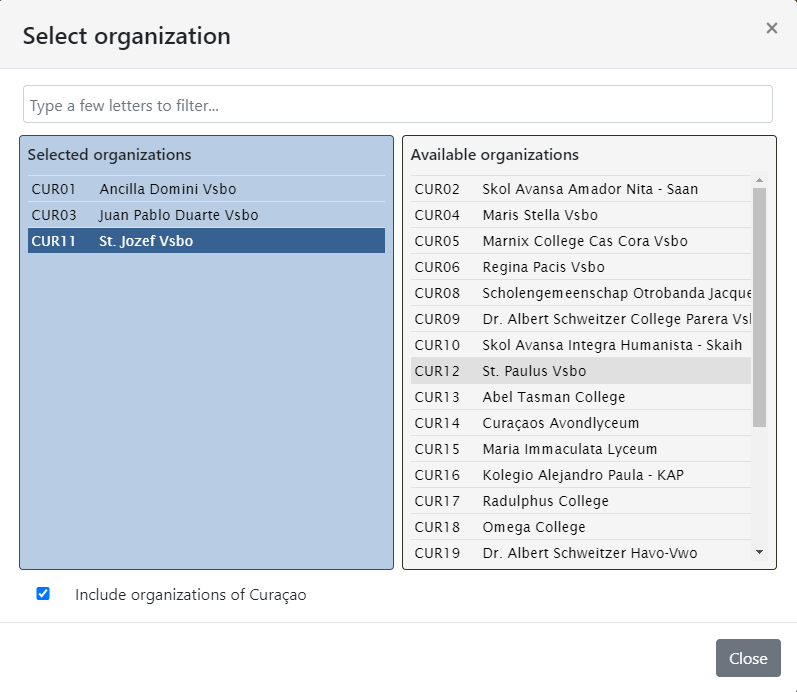 Select organization
×
Type a few letters to filter...
Selected organizations
CUR01 Ancilla Domini Vsbo
CUR03 Juan Pablo Duarte Vsbo
CUR11 St. Jozef Vsbo
Available organizations
CUR02 Skol Avansa Amador Nita - Saan
CUR04 Maris Stella Vsbo
CUR05 Marnix College Cas Cora Vsbo
CUR06 Regina Pacis Vsbo
CUR08 Scholengemeenschap Otrobanda Jacque
CUR09 Dr. Albert Schweitzer College Parera Vsl
CUR10 Skol Avansa Integra Humanista - Skaih
CUR12 St. Paulus Vsbo
CUR13 Abel Tasman College
CUR14 Curaçaos Avondlyceum
CUR15 Maria Immaculata Lyceum
CUR16 Kolegio Alejandro Paula - KAP
CUR17 Radulphus College
CUR18 Omega College
CUR19 Dr. Albert Schweitzer Havo-Vwo
Include organizations of Curaçao
Close